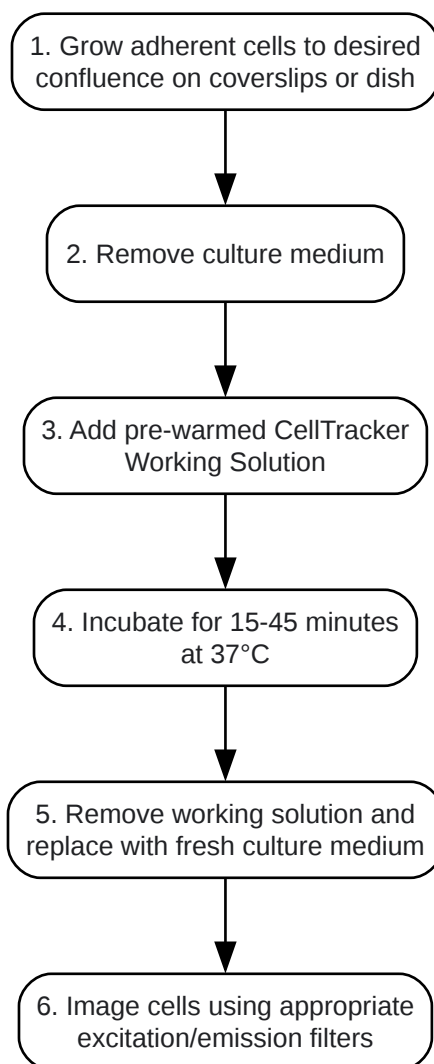 1. Grow adherent cells to desired
confluence on coverslips or dish
2. Remove culture medium
3. Add pre-warmed CellTracker
Working Solution
4. Incubate for 15-45 minutes
at 37°C
5. Remove working solution and
replace with fresh culture medium
6. Image cells using appropriate
excitation/emission filters